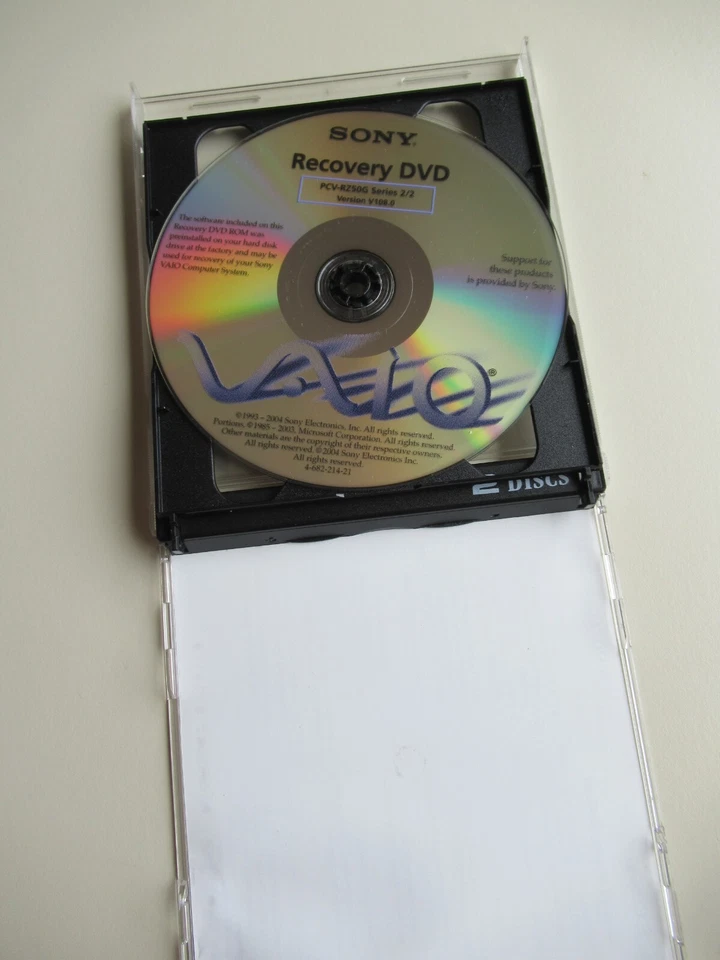 SONY.
Recovery DVD
PCV-RZ50G Series 2/2
Version V108.0
The software included on this
Recovery DVD ROM was
preinstalled on your hard disk
drive at the factory and may be
used for recovery of your Sony
VAIO Computer System.
Support for
these products
is provided by Sony.
VAIO®
©1993 – 2004 Sony Electronics, Inc. All rights reserved.
Portions, ©1985 – 2003, Microsoft Corporation. All rights reserved.
Other materials are the copyright of their respective owners.
All rights reserved. ©2004 Sony Electronics Inc.
All rights reserved.
4-682-214-21
2 DISCS